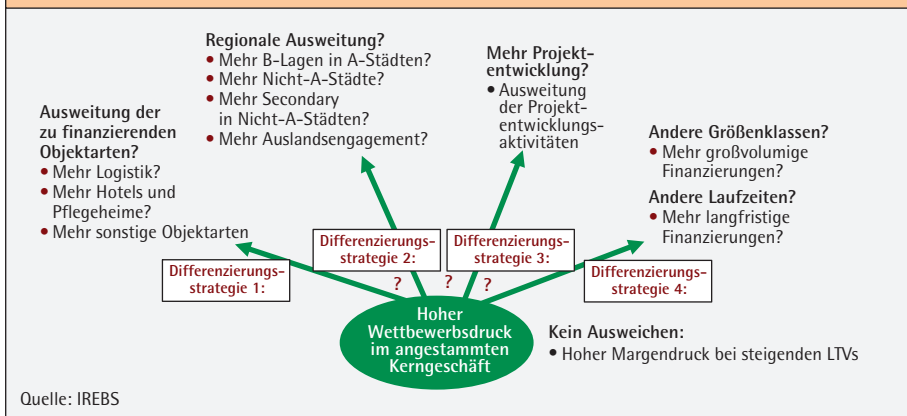 Regionale Ausweitung?
• Mehr B-Lagen in A-Städten?
• Mehr Nicht-A-Städte?
• Mehr Secondary
in Nicht-A-Städten?
• Mehr Auslandsengagement?
Mehr Projekt-
entwicklung?
• Ausweitung
der Projekt-
entwicklungs-
aktivitäten
Ausweitung der
zu finanzierenden
Objektarten?
• Mehr Logistik?
• Mehr Hotels und
Pflegeheime?
• Mehr sonstige Objektarten
Andere Größenklassen?
• Mehr großvolumige
Finanzierungen?
Andere Laufzeiten?
• Mehr langfristige
Finanzierungen?
Differenzierungs-
strategie 1:
Differenzierungs-
strategie 2:
Differenzierungs-
strategie 3:
Differenzierungs-
strategie 4:
? ? ?
Hoher
Wettbewerbsdruck
im angestammten
Kerngeschäft
Kein Ausweichen:
• Hoher Margendruck bei steigenden LTVs
Quelle: IREBS